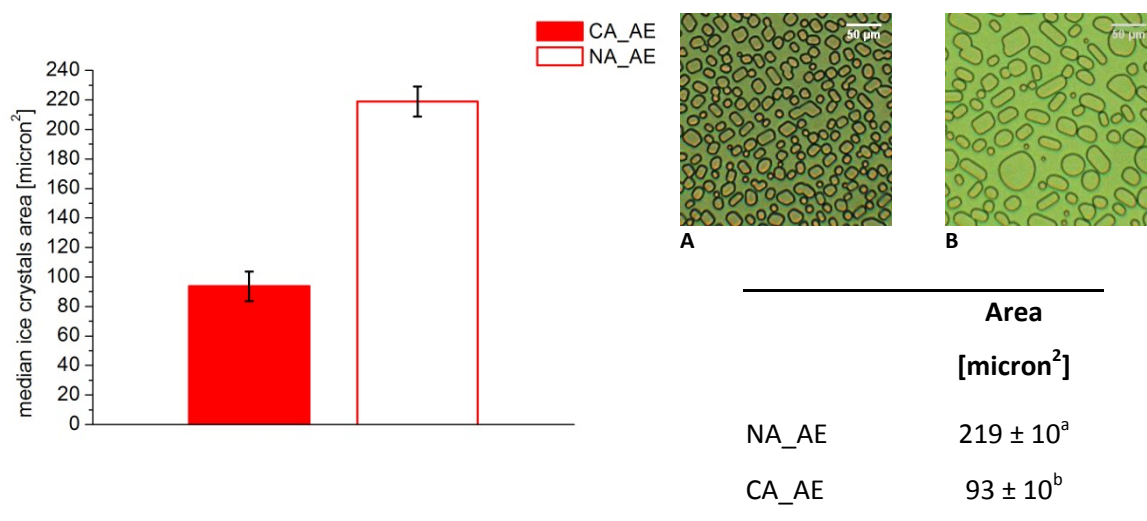 CA_AE
NA_AE
240
220
200
180
160
140
120
100
80
60
40
20
0
median ice crystals area [micron²]
50 µm
50 µm
A
B
Area
[micron²]
NA_AE 219 ± 10ᵃ
CA_AE 93 ± 10ᵇ